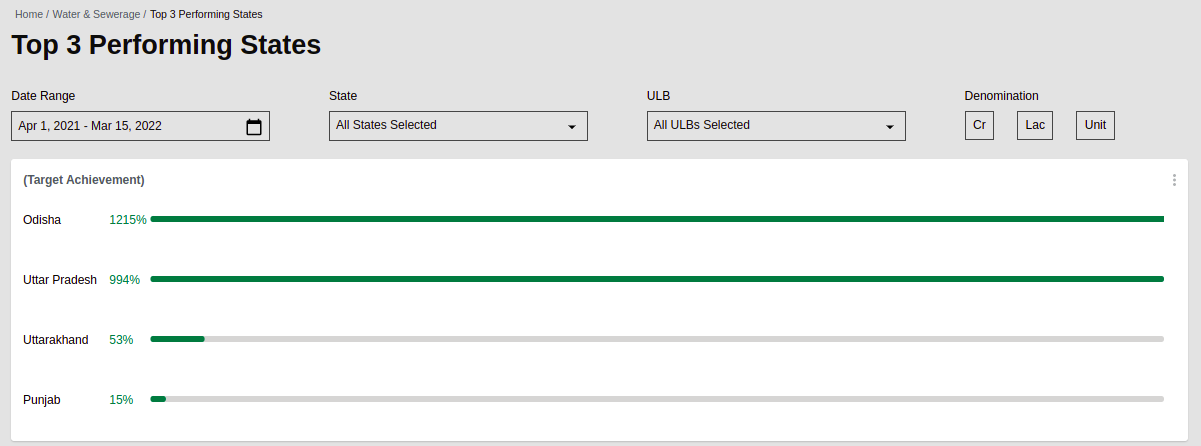 Home / Water & Sewerage / Top 3 Performing States
Top 3 Performing States
Date Range
State
ULB
Denomination
Apr 1, 2021 - Mar 15, 2022
All States Selected
All ULBs Selected
Cr
Lac
Unit
(Target Achievement)
Odisha 1215%
Uttar Pradesh 994%
Uttarakhand 53%
Punjab 15%